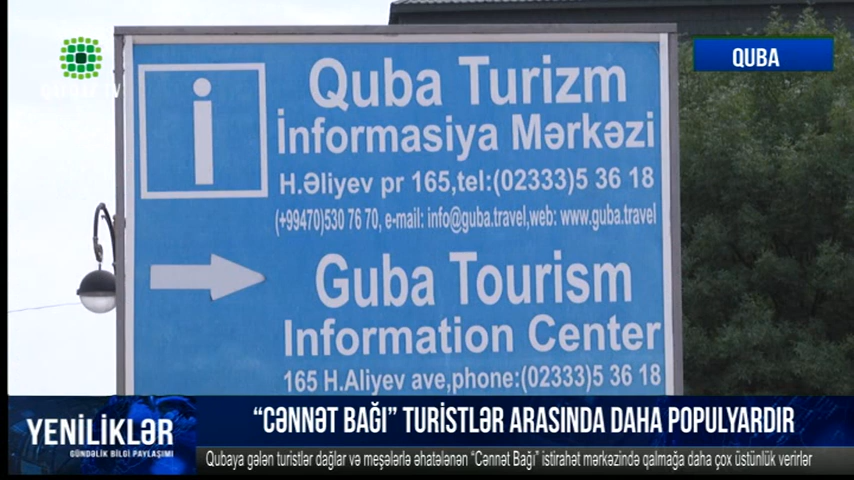 QUBA
Quba Turizm
İnformasiya Mərkəzi
H.Əliyev pr 165,tel:(02333)5 36 18
(+99470)530 76 70, e-mail: info@guba.travel,web: www.guba.travel
Guba Tourism
Information Center
165 H.Aliyev ave,phone:(02333)5 36 18
YENİLİKLƏR
GÜNDƏLİK BİLGİ PAYLAŞIMI
“CƏNNƏT BAĞI” TURİSTLƏR ARASINDA DAHA POPULYARDIR
Qubaya gələn turistlər dağlar və meşələrlə əhatələnən “Cənnət Bağı” istirahət mərkəzində qalmağa daha çox üstünlük verirlər